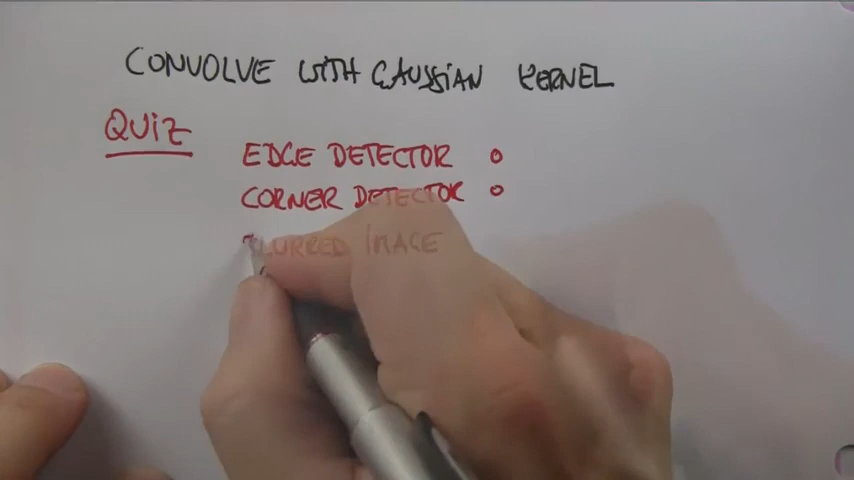 CONVOLVE WITH GAUSSIAN KERNEL
QUIZ
EDGE DETECTOR
CORNER DETECTOR
BLURRED IMAGE